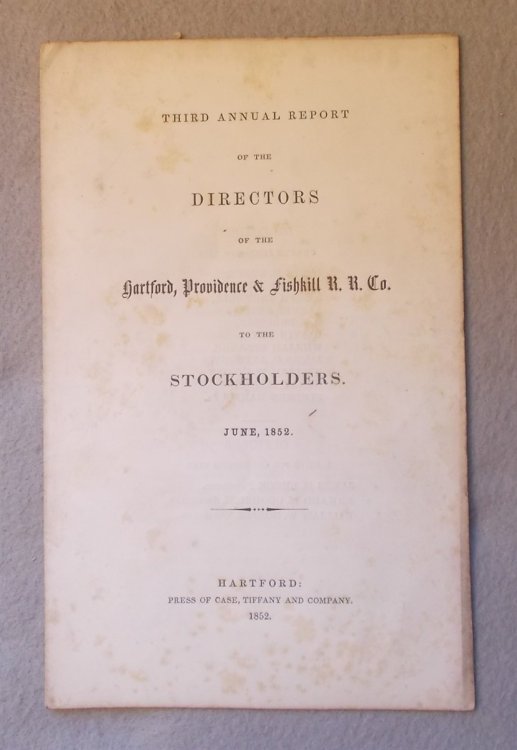 THIRD ANNUAL REPORT
OF THE
DIRECTORS
OF THE
Hartford, Providence & Fishkill R. R. Co.
TO THE
STOCKHOLDERS.
JUNE, 1852.
HARTFORD:
PRESS OF CASE, TIFFANY AND COMPANY.
1852.